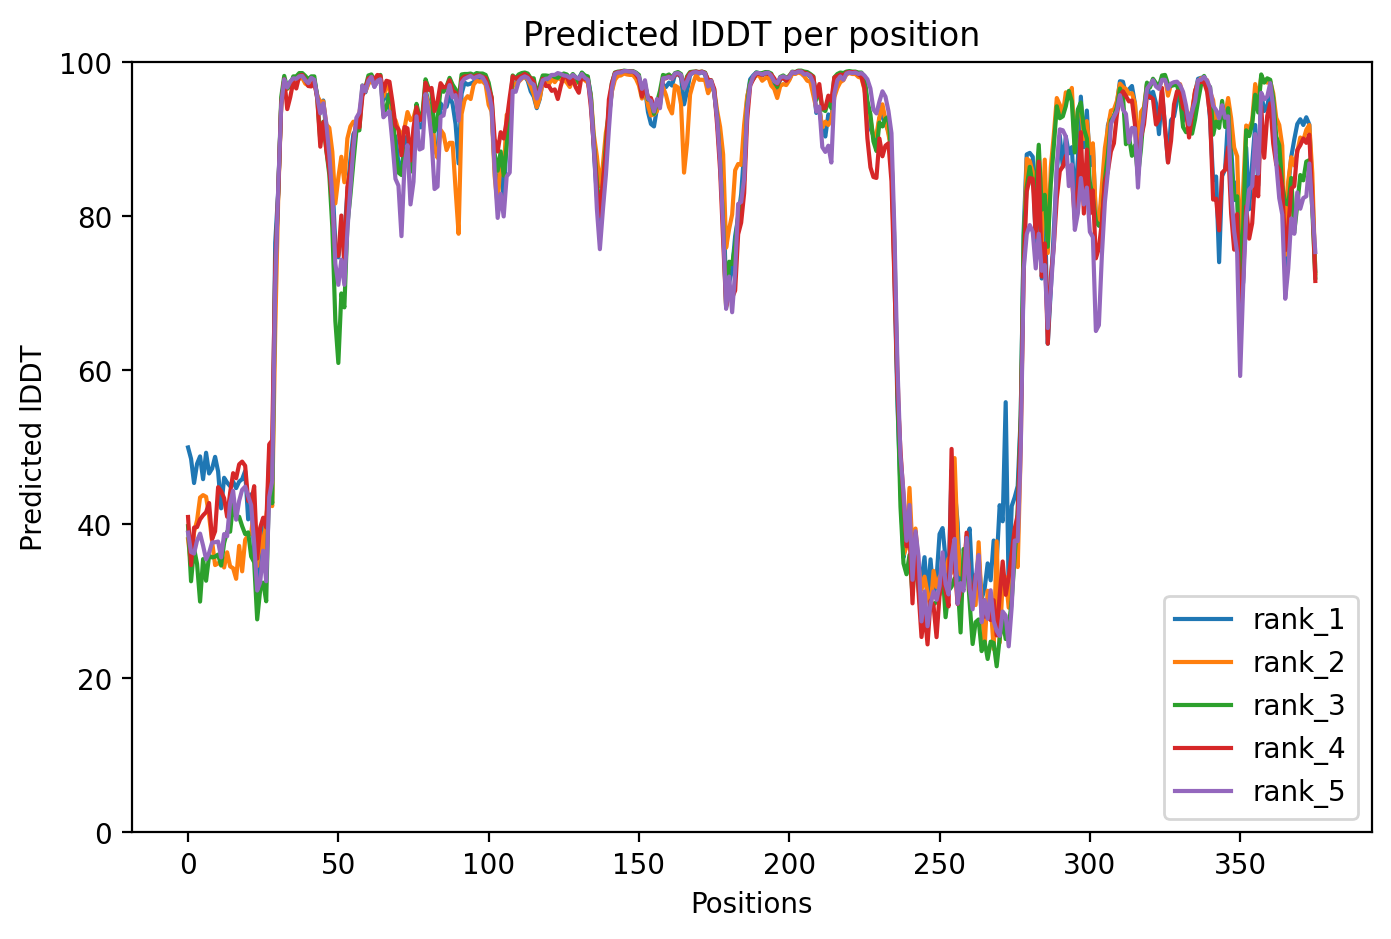 Predicted lDDT per position
Predicted lDDT
100
80
60
40
20
0
0 50 100 150 200 250 300 350
Positions
rank_1
rank_2
rank_3
rank_4
rank_5